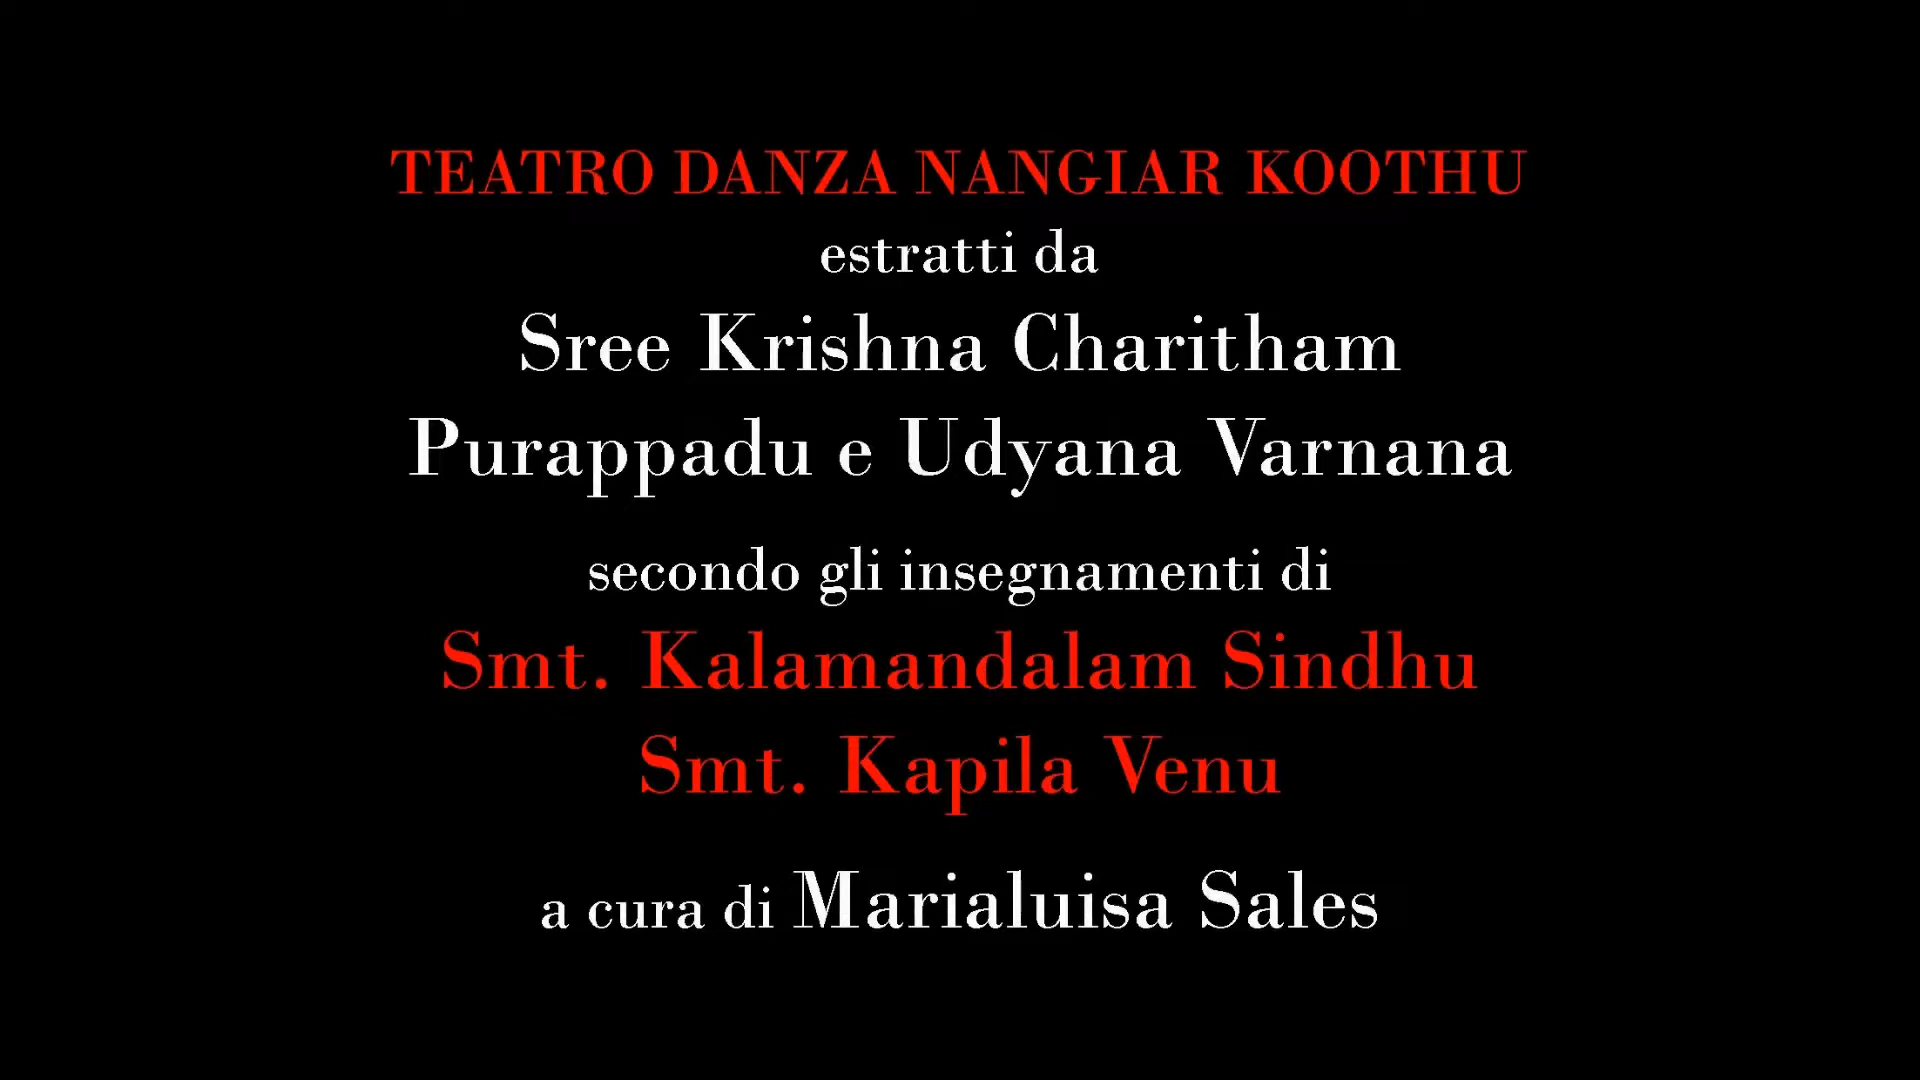 TEATRO DANZA NANGIAR KOOTHU
estratti da
Sree Krishna Charitham
Purappadu e Udyana Varnana
secondo gli insegnamenti di
Smt. Kalamandalam Sindhu
Smt. Kapila Venu
a cura di Marialuisa Sales